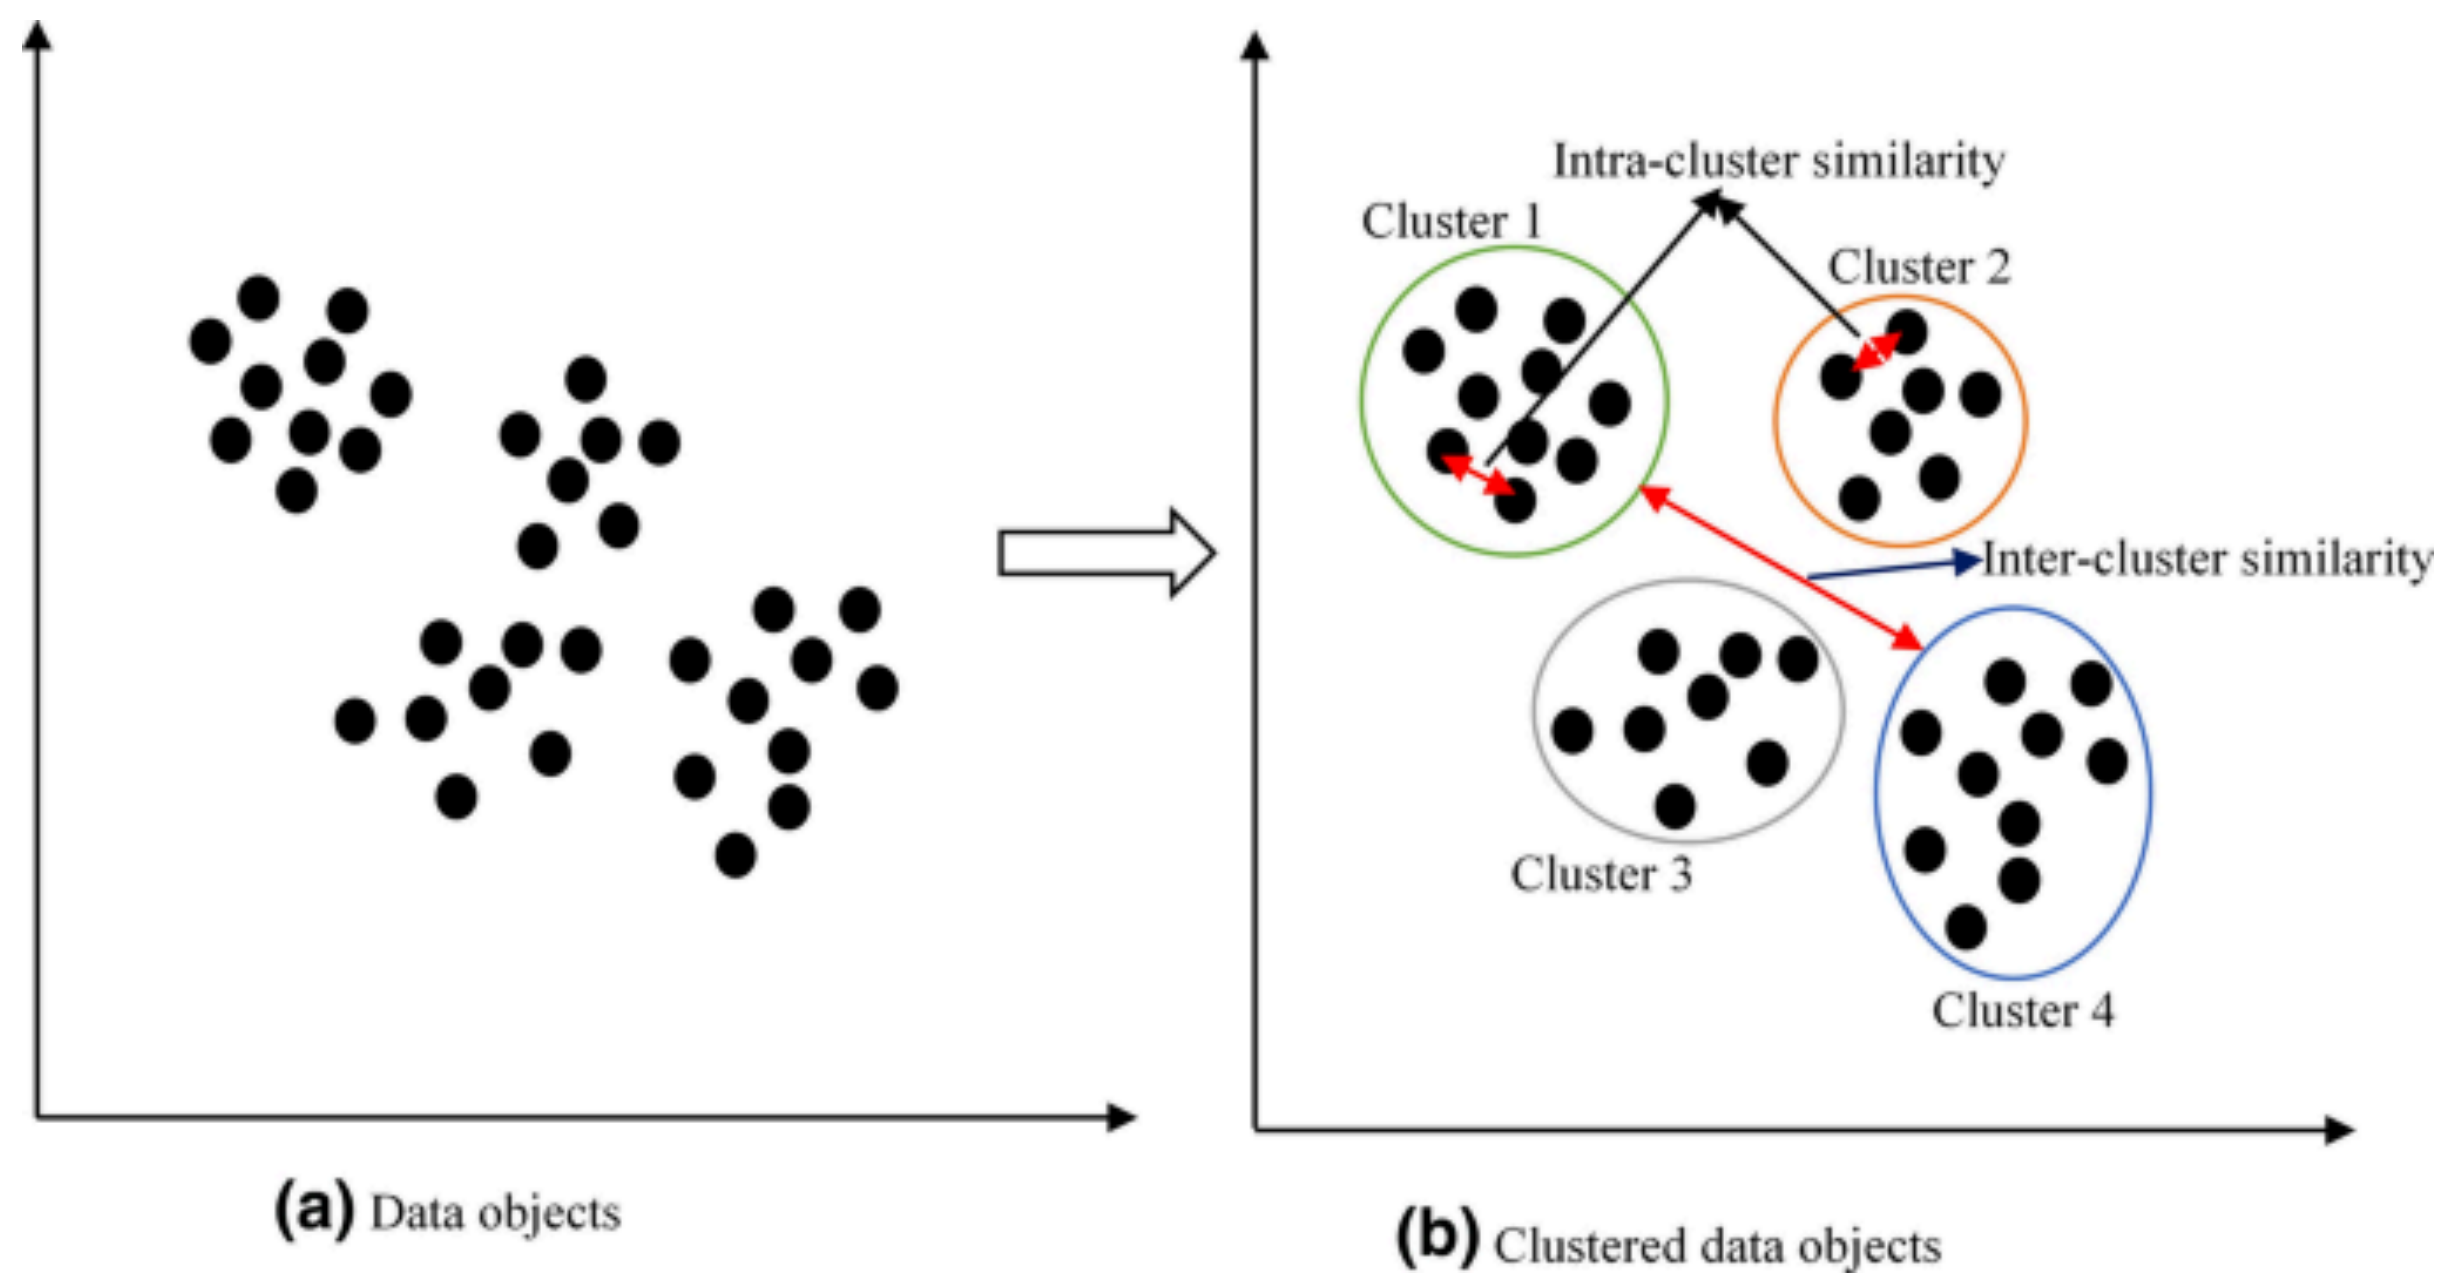 Intra-cluster similarity
Cluster 1
Cluster 2
Inter-cluster similarity
Cluster 3
Cluster 4
(a) Data objects
(b) Clustered data objects